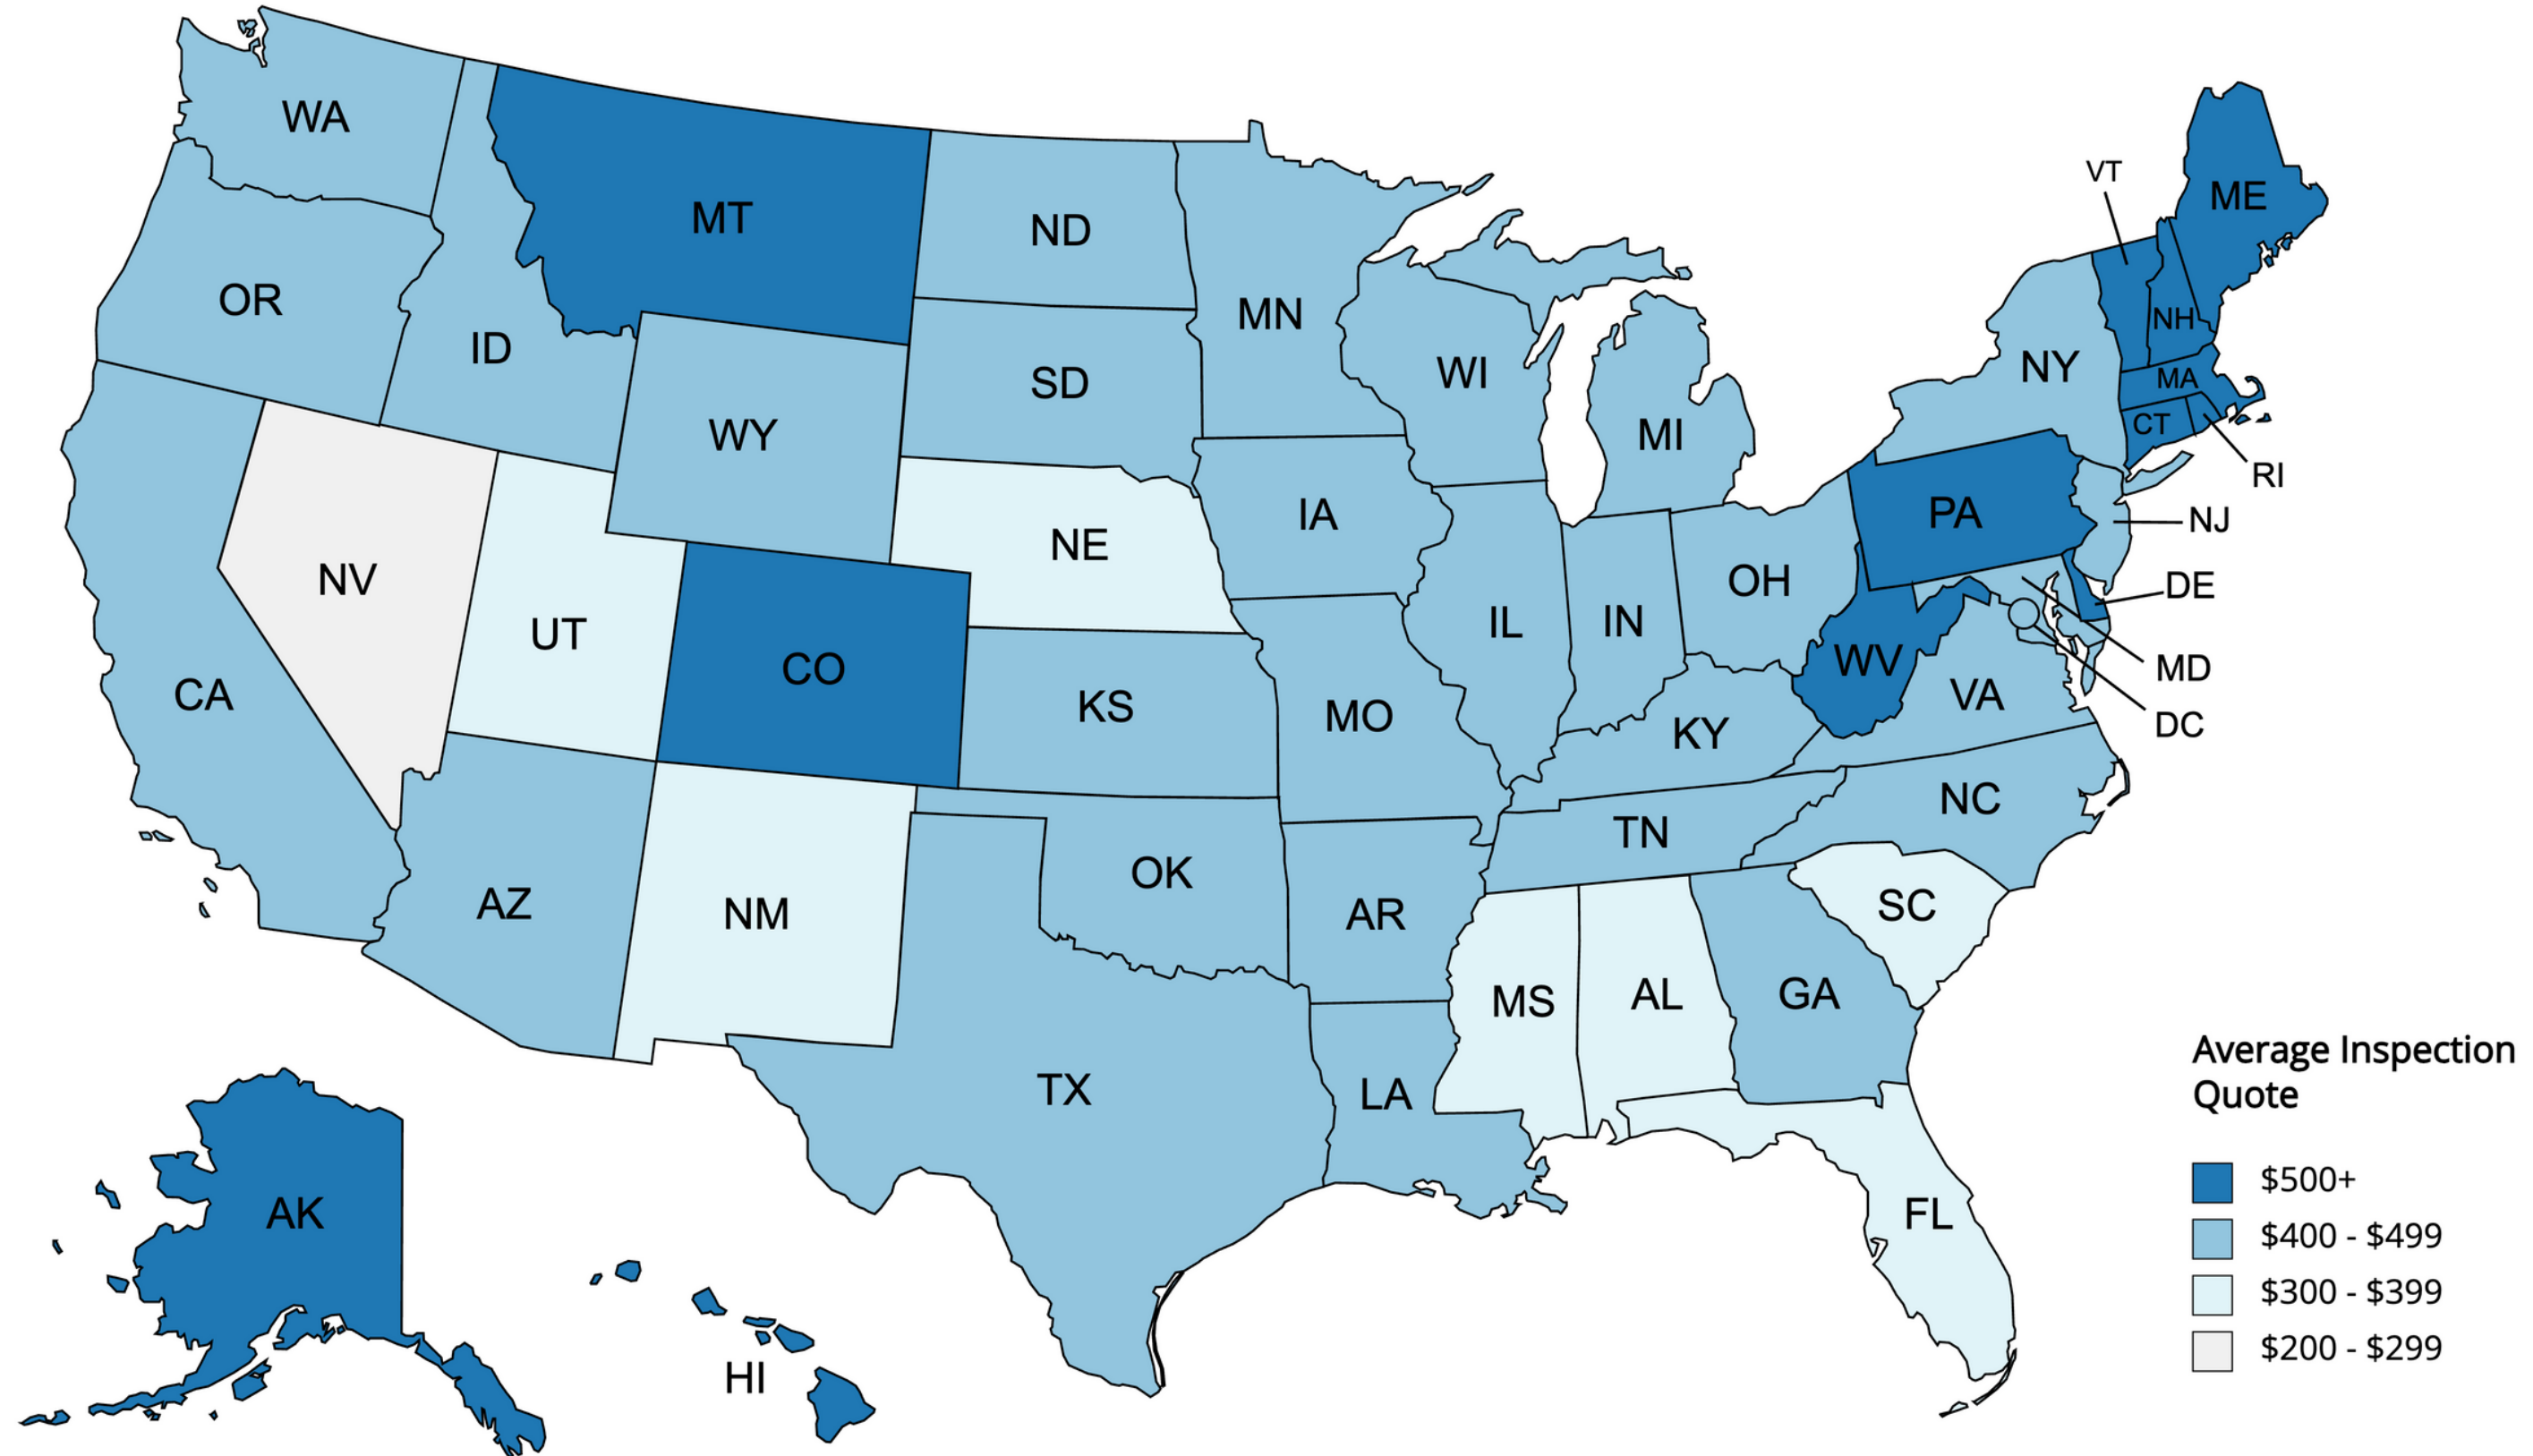 WA
MT
ND
OR
ID
MN
VT
ME
WY
SD
WI
MI
NY
NH
MA
CT
RI
NV
UT
CO
NE
IA
IL
IN
OH
PA
NJ
DE
CA
KS
MO
KY
WV
VA
MD
DC
AZ
NM
OK
AR
TN
NC
SC
TX
LA
MS
AL
GA
FL
AK
HI
Average Inspection
Quote
$500+
$400 - $499
$300 - $399
$200 - $299